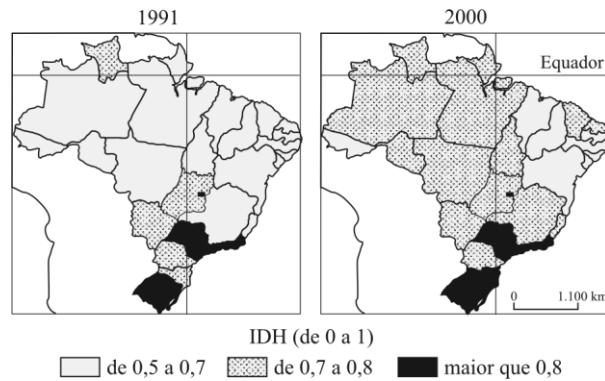 1991
2000
Equador
0 1.100 km
IDH (de 0 a 1)
de 0,5 a 0,7 de 0,7 a 0,8 maior que 0,8